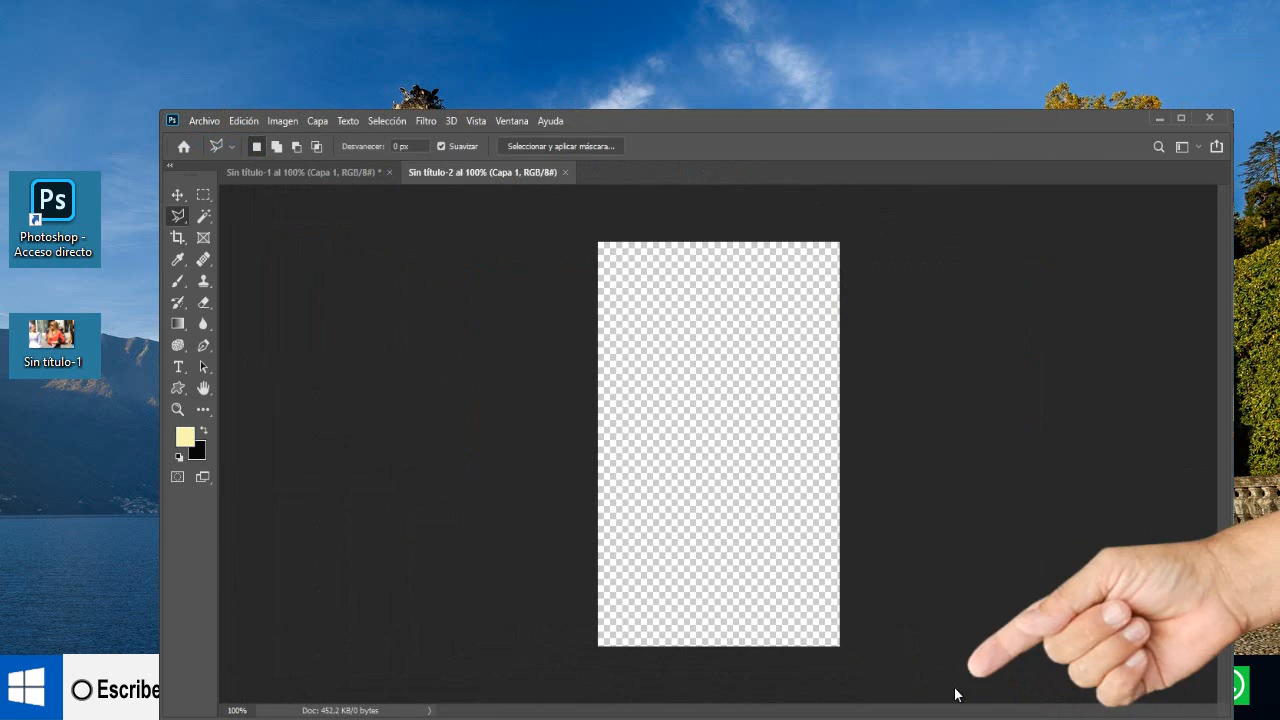 Ps Archivo Edición Imagen Capa Texto Selección Filtro 3D Vista Ventana Ayuda
Desvanecer: 0 px Suavizar Seleccionar y aplicar máscara...
Sin título-1 al 100% (Capa 1, RGB/8#) * × Sin título-2 al 100% (Capa 1, RGB/8#) ×
Ps
Photoshop -
Acceso directo
Sin título-1
T
Escribe
100% Doc: 452,2 KB/0 bytes